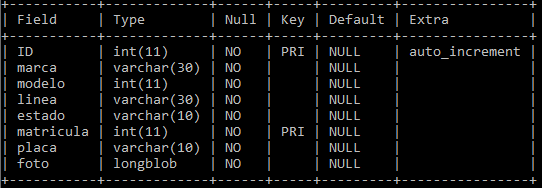 +-----------+-------------+------+-----+---------+----------------+
| Field     | Type        | Null | Key | Default | Extra          |
+-----------+-------------+------+-----+---------+----------------+
| ID        | int(11)     | NO   | PRI | NULL    | auto_increment |
| marca     | varchar(30) | NO   |     | NULL    |                |
| modelo    | int(11)     | NO   |     | NULL    |                |
| linea     | varchar(30) | NO   |     | NULL    |                |
| estado    | varchar(10) | NO   |     | NULL    |                |
| matricula | int(11)     | NO   | PRI | NULL    |                |
| placa     | varchar(10) | NO   |     | NULL    |                |
| foto      | longblob    | NO   |     | NULL    |                |
+-----------+-------------+------+-----+---------+----------------+